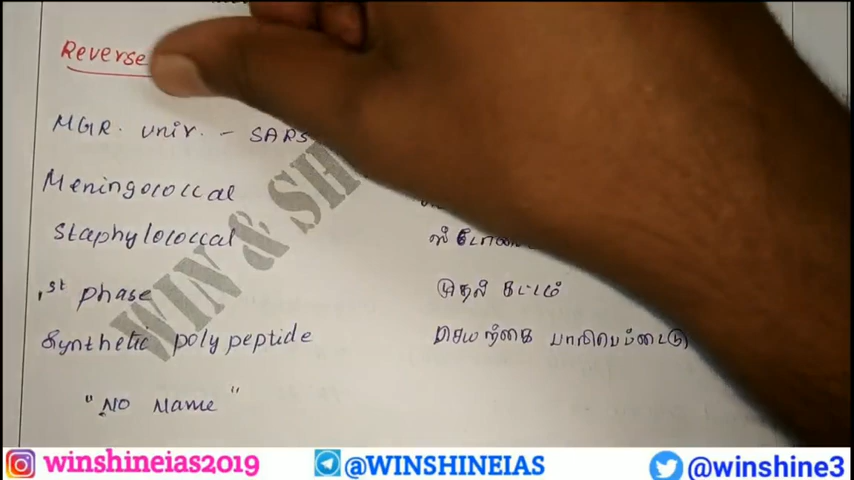 Reverse
MGR. univ. - SARS
Meningococcal
Staphylococcal
1st phase முதல் கட்டம்
Synthetic polypeptide செயற்கை பாலிபெப்டைடு
"No Name"
WIN & SH
winshineias2019 @WINSHINEIAS @winshine3